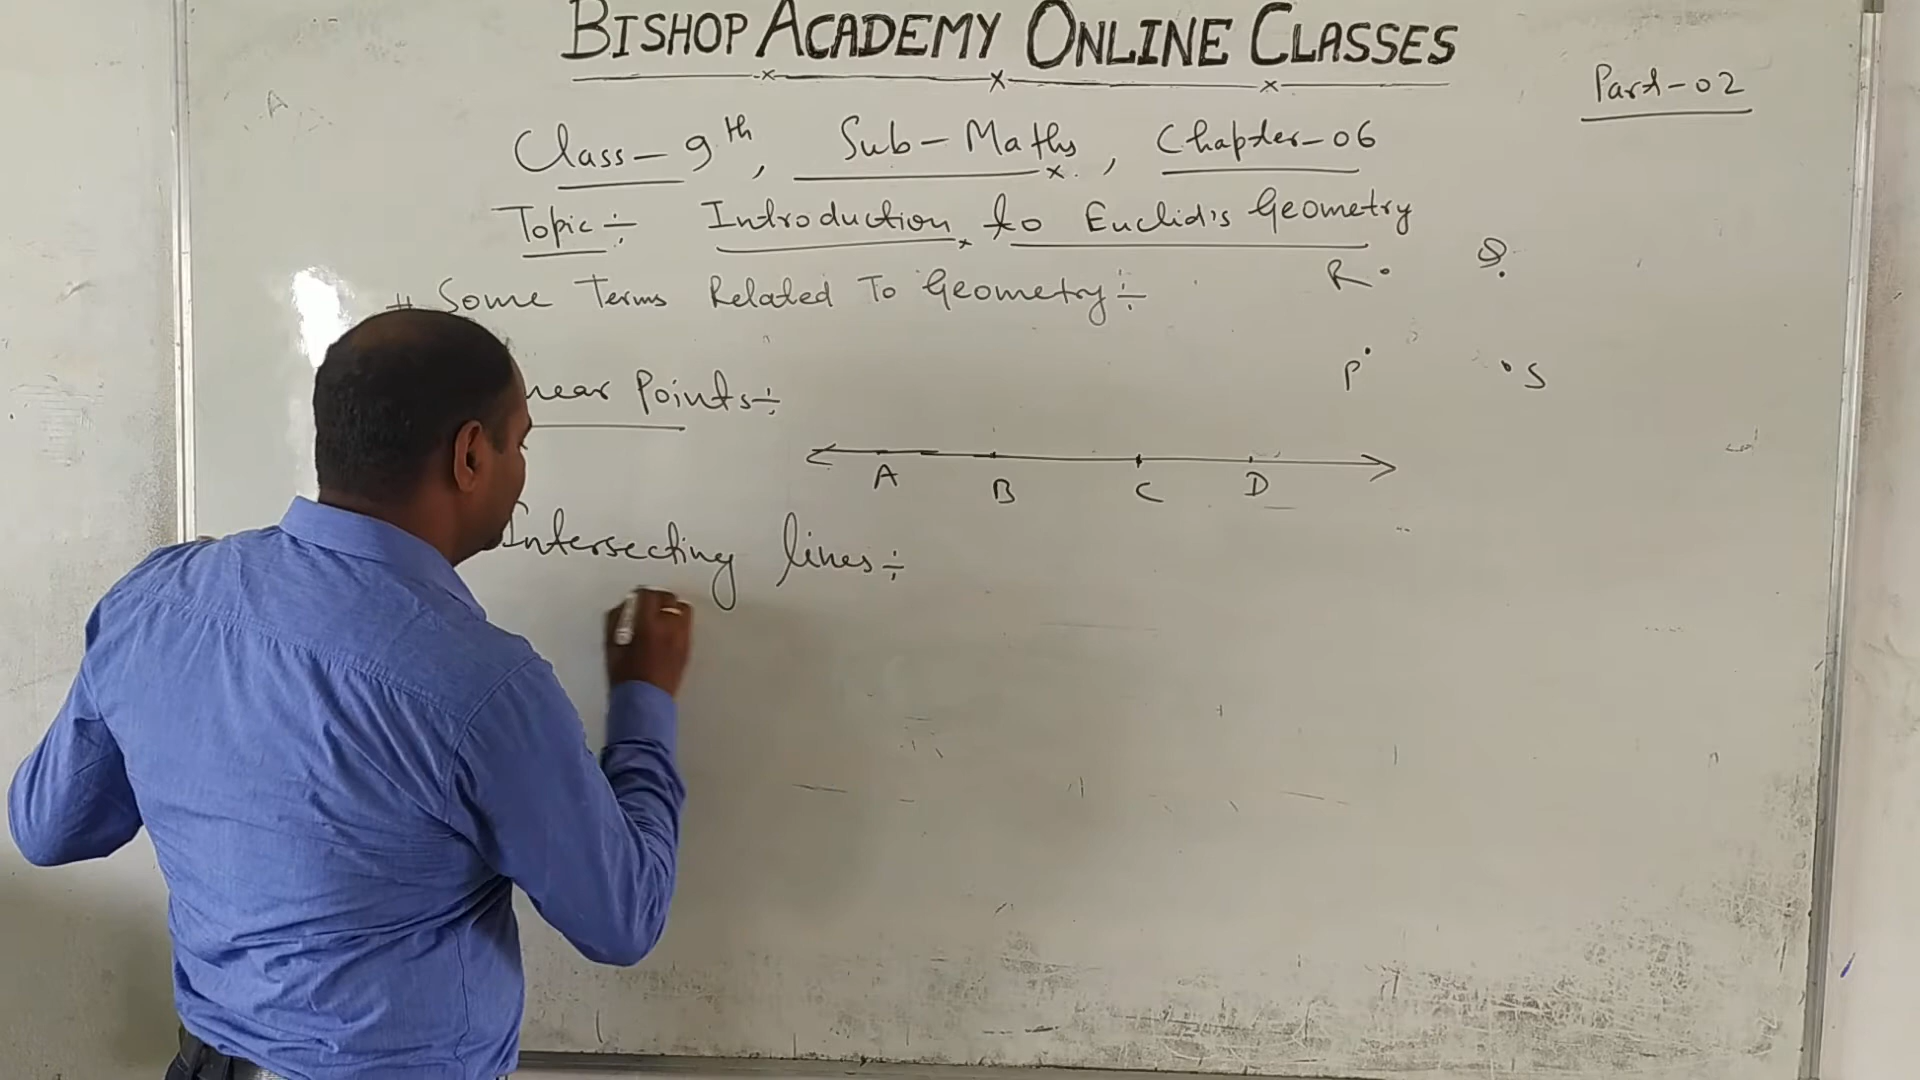 BISHOP ACADEMY ONLINE CLASSES
Part-02
Class-9th, Sub-Maths, Chapter-06
Topic÷ Introduction to Euclid's Geometry
# Some Terms Related To Geometry÷
R
P S
near Points÷
A B C D
Intersecting lines÷